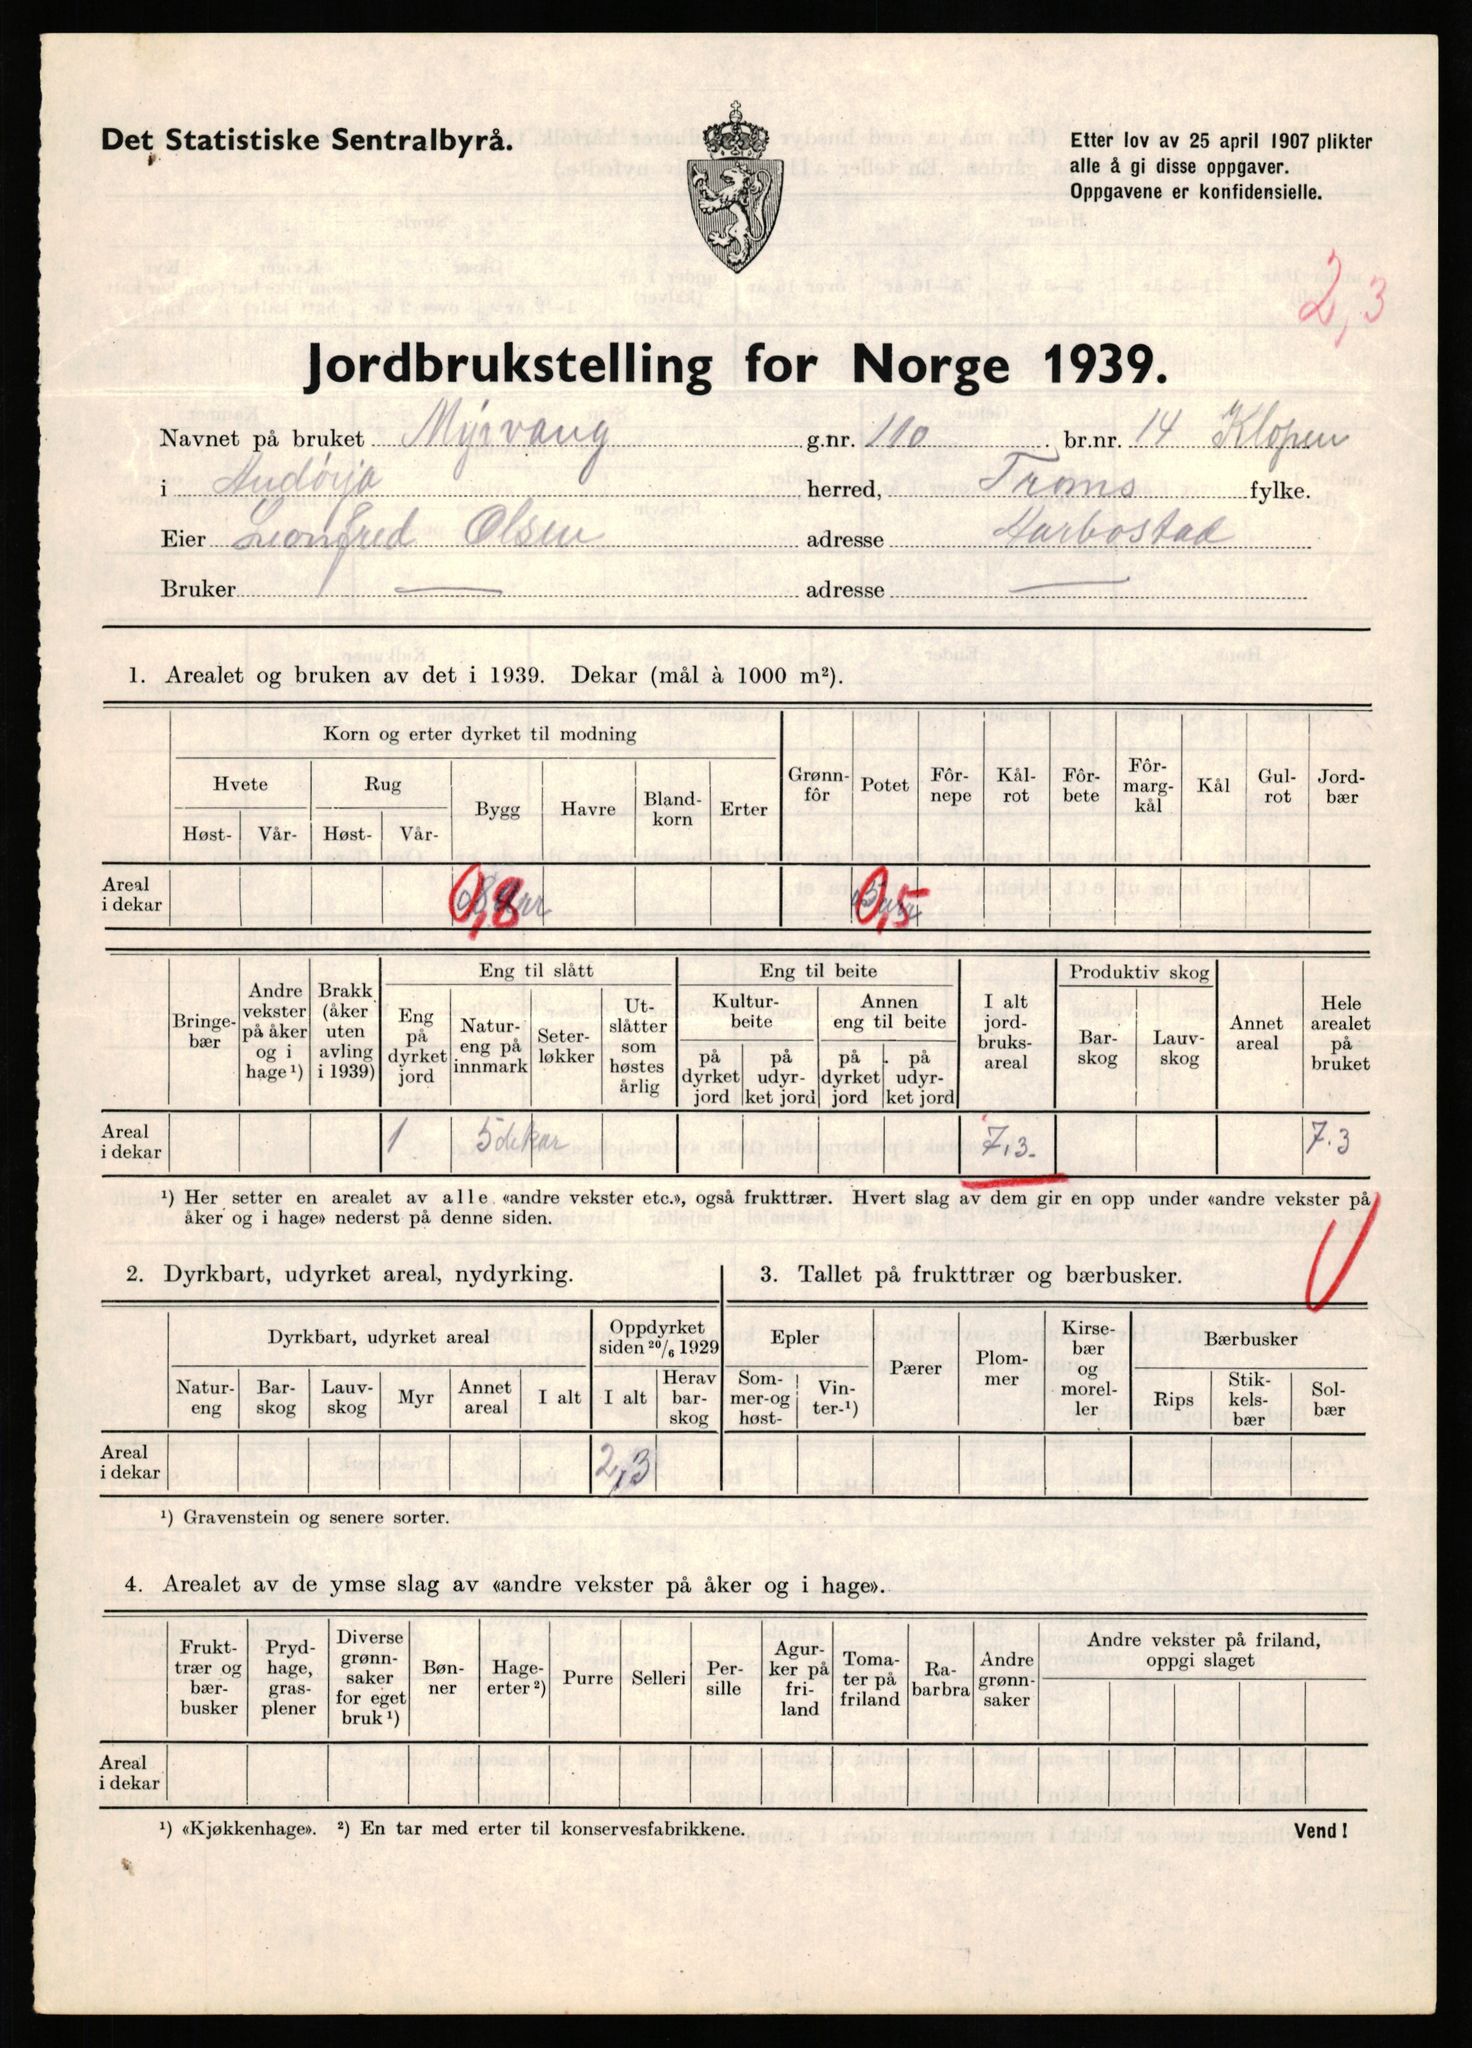 Det Statistiske Sentralbyrå.
Etter lov av 25 april 1907 plikter
alle å gi disse oppgaver.
Oppgavene er konfidensielle.
2,3
Jordbrukstelling for Norge 1939.
Navnet på bruket Myrvang g.nr. 110 br.nr. 14 Klopen
i Andørja herred, Troms fylke.
Eier Leonfred Olsen adresse Aarbostad
Bruker — adresse —
1. Arealet og bruken av det i 1939. Dekar (mål à 1000 m²).
Korn og erter dyrket til modning
Hvete Rug Bygg Havre Bland-korn Erter Grønn-fôr Potet Fôr-nepe Kål-rot Fôr-bete Fôr-marg-kål Kål Gul-rot Jord-bær
Høst- Vår- Høst- Vår-
Areal i dekar 0,8 0,5
Bringe-bær Andre vekster på åker og i hage¹) Brakk (åker uten avling i 1939) Eng til slått Eng til beite I alt jord-bruks-areal Produktiv skog Annet areal Hele arealet på bruket
Eng på dyrket jord Natur-eng på innmark Seter-løkker Ut-slåtter som høstes årlig Kultur-beite Annen eng til beite Bar-skog Lauv-skog
på dyrket jord på udyr-ket jord på dyrket jord på udyr-ket jord
Areal i dekar 1 5 dekar 7,3. 7.3
¹) Her setter en arealet av alle «andre vekster etc.», også frukttrær. Hvert slag av dem gir en opp under «andre vekster på
åker og i hage» nederst på denne siden.
2. Dyrkbart, udyrket areal, nydyrking.
Dyrkbart, udyrket areal Oppdyrket siden 20/6 1929
Natur-eng Bar-skog Lauv-skog Myr Annet areal I alt I alt Herav bar-skog
Areal i dekar 2,3
¹) Gravenstein og senere sorter.
3. Tallet på frukttrær og bærbusker.
Epler Pærer Plom-mer Kirse-bær og morel-ler Bærbusker
Som-mer-og høst- Vin-ter-¹) Rips Stik-kels-bær Sol-bær
4. Arealet av de ymse slag av «andre vekster på åker og i hage».
Frukt-trær og bær-busker Pryd-hage, gras-plener Diverse grønn-saker for eget bruk¹) Bøn-ner Hage-erter²) Purre Selleri Per-sille Agur-ker på fri-land Toma-ter på friland Ra-barbra Andre grønn-saker Andre vekster på friland, oppgi slaget
Areal i dekar
¹) «Kjøkkenhage». ²) En tar med erter til konservesfabrikkene.
Vend!